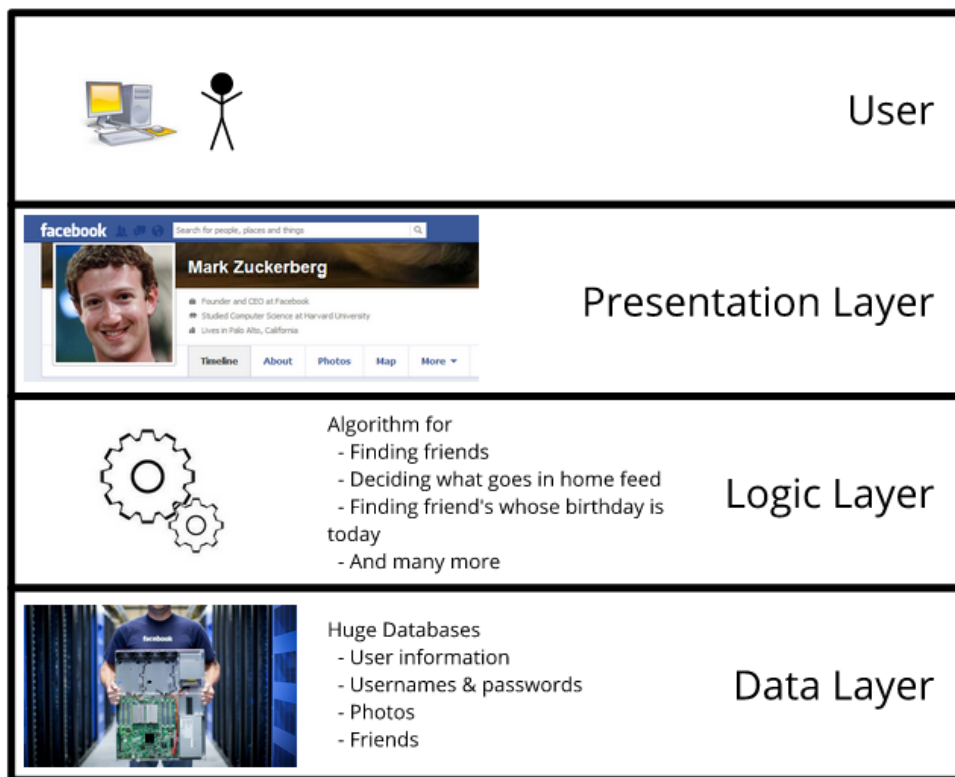 User
facebook
Search for people, places and things
Mark Zuckerberg
Founder and CEO at Facebook
Studied Computer Science at Harvard University
Lives in Palo Alto, California
Timeline About Photos Map More
Presentation Layer
Algorithm for
- Finding friends
- Deciding what goes in home feed
- Finding friend's whose birthday is
today
- And many more
Logic Layer
facebook
Huge Databases
- User information
- Usernames & passwords
- Photos
- Friends
Data Layer